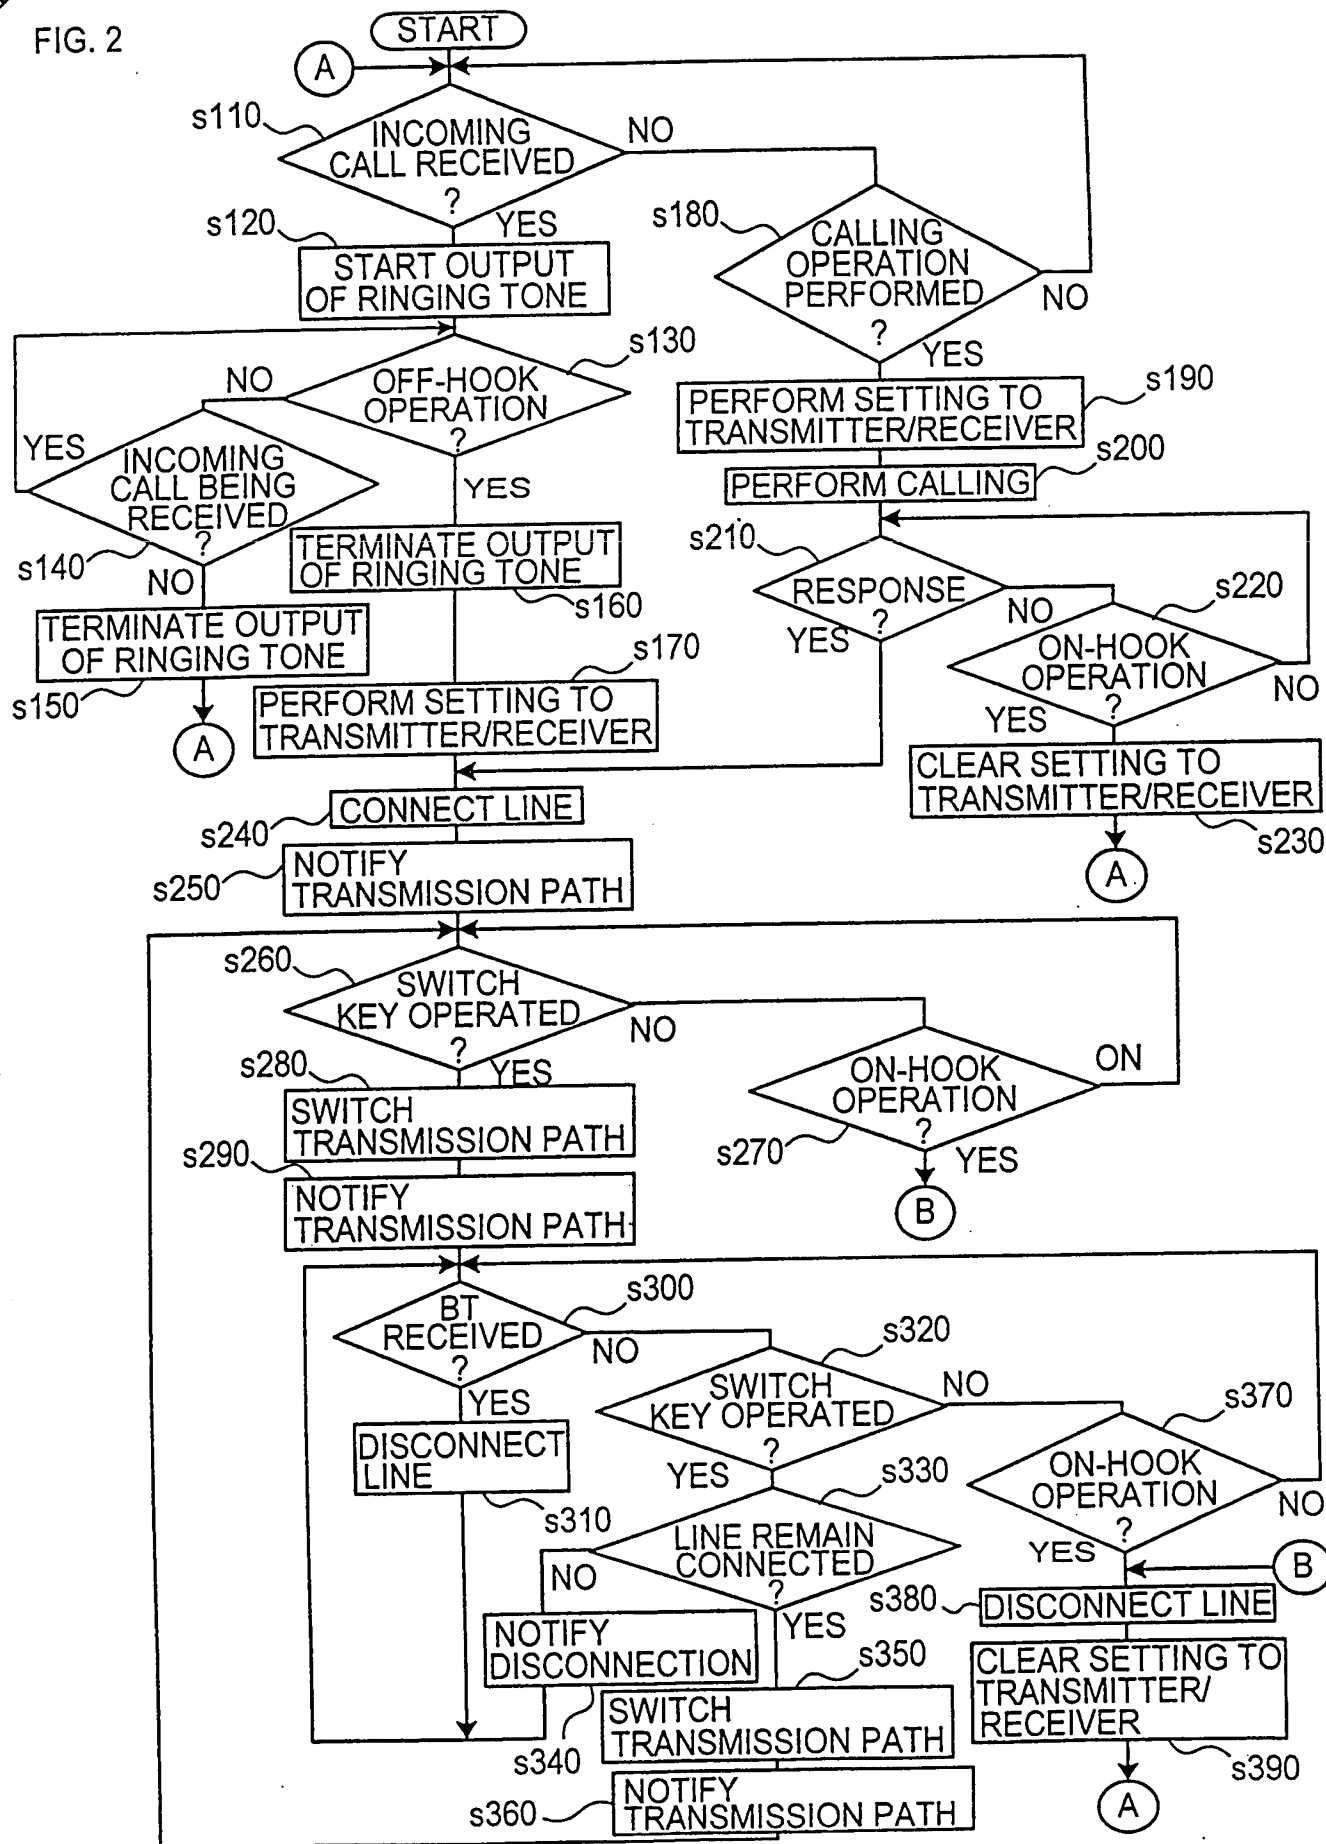 FIG. 2
START
A
s110
INCOMING
CALL RECEIVED
?
NO
YES
s120
START OUTPUT
OF RINGING TONE
s180
CALLING
OPERATION
PERFORMED
?
NO
YES
s130
OFF-HOOK
OPERATION
?
NO
YES
YES
INCOMING
CALL BEING
RECEIVED
?
s140
NO
TERMINATE OUTPUT
OF RINGING TONE
s150
A
TERMINATE OUTPUT
OF RINGING TONE
s160
s170
PERFORM SETTING TO
TRANSMITTER/RECEIVER
s190
PERFORM SETTING TO
TRANSMITTER/RECEIVER
s200
PERFORM CALLING
s210
RESPONSE
?
YES
NO
s220
ON-HOOK
OPERATION
?
YES
NO
CLEAR SETTING TO
TRANSMITTER/RECEIVER
s230
A
CONNECT LINE
s240
NOTIFY
TRANSMISSION PATH
s250
s260
SWITCH
KEY OPERATED
?
NO
YES
ON-HOOK
OPERATION
?
ON
s270
YES
B
s280
SWITCH
TRANSMISSION PATH
s290
NOTIFY
TRANSMISSION PATH
BT
RECEIVED
?
s300
NO
YES
DISCONNECT
LINE
s310
s320
SWITCH
KEY OPERATED
?
NO
YES
s330
LINE REMAIN
CONNECTED
?
NO
YES
NOTIFY
DISCONNECTION
s340
s350
SWITCH
TRANSMISSION PATH
s360
NOTIFY
TRANSMISSION PATH
s370
ON-HOOK
OPERATION
?
NO
YES
B
s380
DISCONNECT LINE
CLEAR SETTING TO
TRANSMITTER/
RECEIVER
s390
A